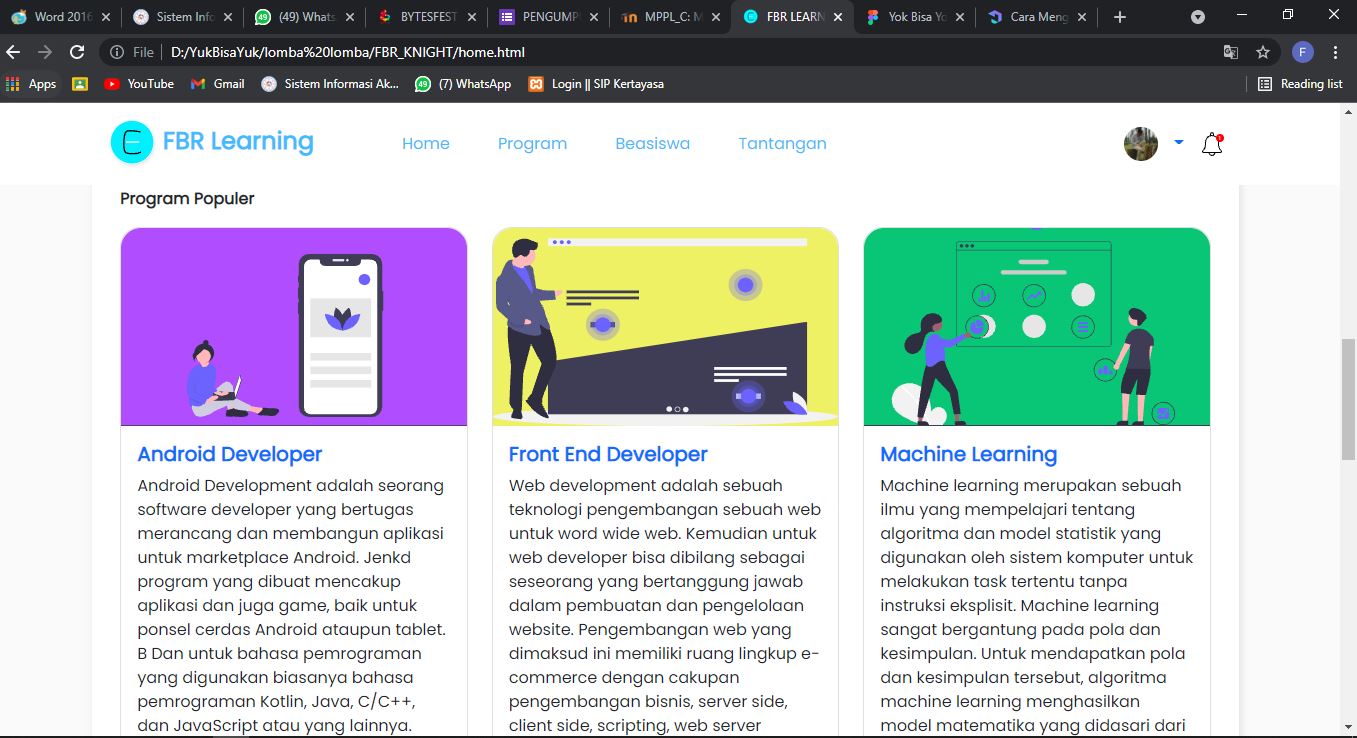 Word 2016
Sistem Info
(49) Whats
BYTESFEST
PENGUMP
MPPL_C: M
FBR LEARN
Yok Bisa Yo
Cara Meng
File
D:/YukBisaYuk/lomba%20lomba/FBR_KNIGHT/home.html
F
Apps
YouTube
Gmail
Sistem Informasi Ak...
49
(7) WhatsApp
Login || SIP Kertayasa
Reading list
FBR Learning
Home
Program
Beasiswa
Tantangan
1
Program Populer
Android Developer
Android Development adalah seorang
software developer yang bertugas
merancang dan membangun aplikasi
untuk marketplace Android. Jenkd
program yang dibuat mencakup
aplikasi dan juga game, baik untuk
ponsel cerdas Android ataupun tablet.
B Dan untuk bahasa pemrograman
yang digunakan biasanya bahasa
pemrograman Kotlin, Java, C/C++,
dan JavaScript atau yang lainnya.
Front End Developer
Web development adalah sebuah
teknologi pengembangan sebuah web
untuk word wide web. Kemudian untuk
web developer bisa dibilang sebagai
seseorang yang bertanggung jawab
dalam pembuatan dan pengelolaan
website. Pengembangan web yang
dimaksud ini memiliki ruang lingkup e-
commerce dengan cakupan
pengembangan bisnis, server side,
client side, scripting, web server
Machine Learning
Machine learning merupakan sebuah
ilmu yang mempelajari tentang
algoritma dan model statistik yang
digunakan oleh sistem komputer untuk
melakukan task tertentu tanpa
instruksi eksplisit. Machine learning
sangat bergantung pada pola dan
kesimpulan. Untuk mendapatkan pola
dan kesimpulan tersebut, algoritma
machine learning menghasilkan
model matematika yang didasari dari